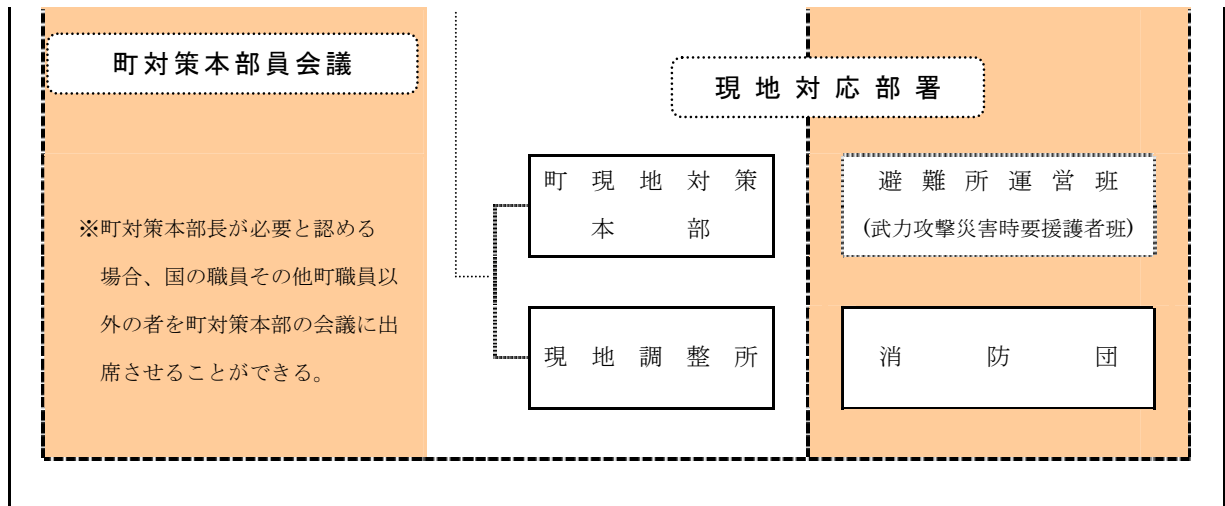 町対策本部員会議
※町対策本部長が必要と認める
場合、国の職員その他町職員以
外の者を町対策本部の会議に出
席させることができる。
現地対応部署
町現地対策
本部
避難所運営班
(武力攻撃災害時要援護者班)
現地調整所
消防団